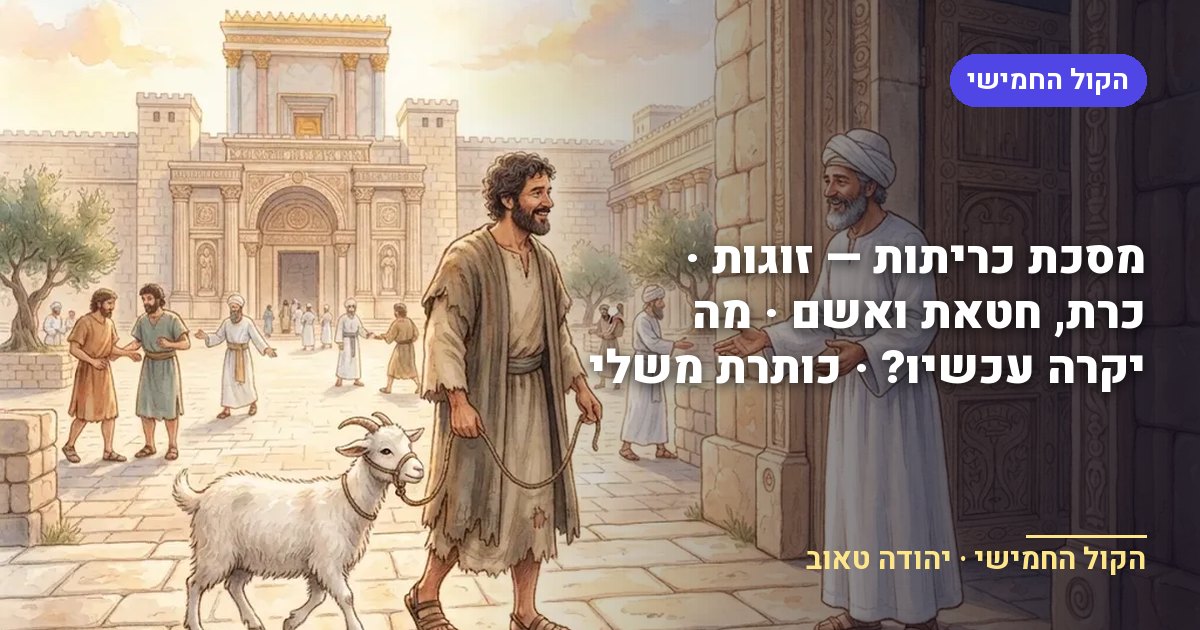 הקול החמישי
מסכת כריתות – זוגות ·
כרת, חטאת ואשם · מה
יקרה עכשיו? · כותרת משלי
הקול החמישי · יהודה טאוב